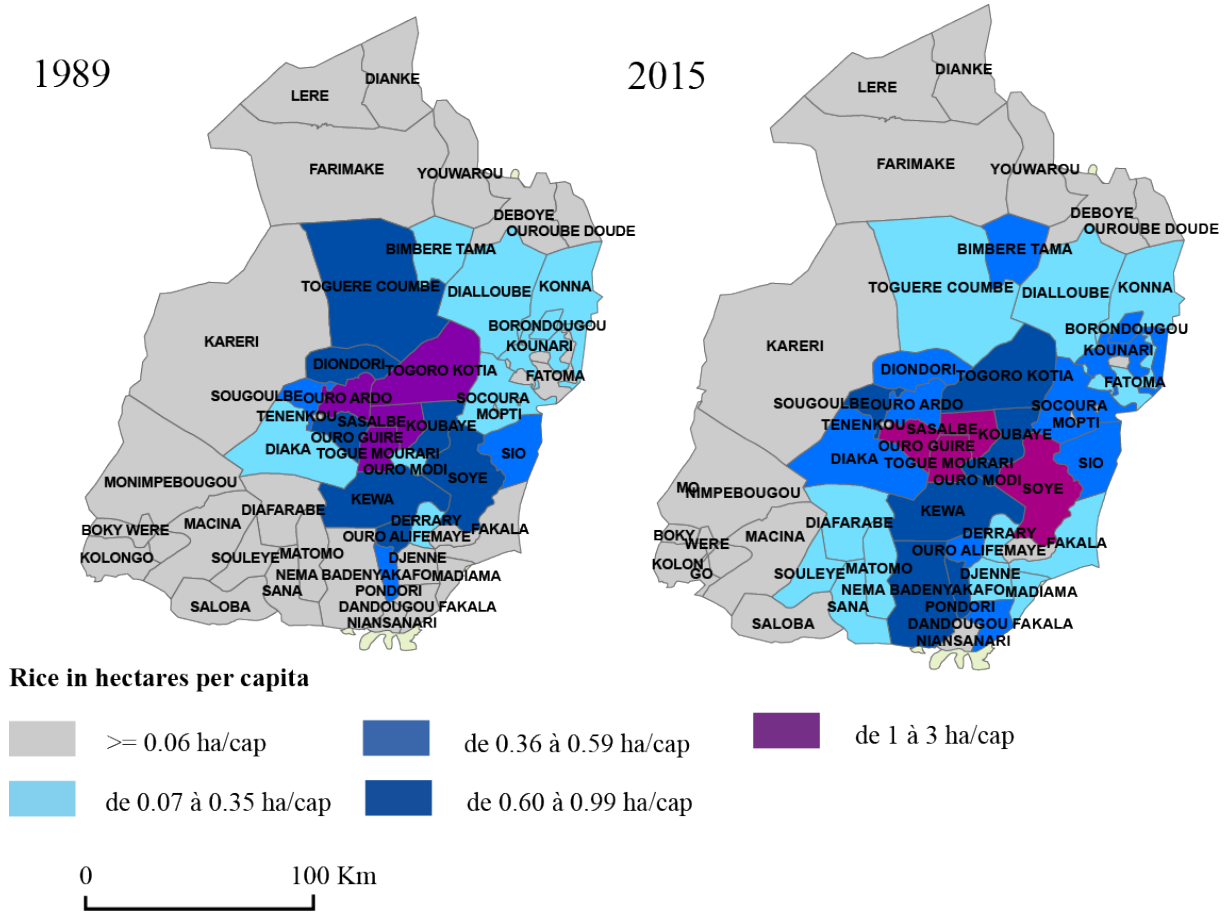 1989
DIANKE
LERE
FARIMAKE
YOUWAROU
DEBOYE
OUROUBE DOUDE
BIMBERE TAMA
TOGUERE COUMBE
DIALLOUBE
KONNA
BORONDOUGOU
KARERI
KOUNARI
DIONDORI
TOGORO KOTIA
FATOMA
SOUGOULBE
OURO ARDO
SOCOURA
TENENKOU
SASALBE
MOPTI
KOUBAYE
OURO GUIRE
DIAKA
TOGUE MOURARI
SIO
OURO MODI
SOYE
MONIMPEBOUGOU
KEWA
DIAFARABE
DERRARY
MACINA
BOKY WERE
FAKALA
OURO ALI
FEMAYE
KOLONGO
SOULEYE
MATOMO
DJENNE
NEMA BADENYAKAFO
MADIAMA
SANA
PONDORI
SALOBA
DANDOUGOU
FAKALA
NIANSANARI
2015
DIANKE
LERE
FARIMAKE
YOUWAROU
DEBOYE
OUROUBE DOUDE
BIMBERE TAMA
TOGUERE COUMBE
DIALLOUBE
KONNA
BORONDOUGOU
KARERI
KOUNARI
DIONDORI
TOGORO KOTIA
FATOMA
SOUGOULBE
OURO ARDO
SOCOURA
TENENKOU
SASALBE
MOPTI
KOUBAYE
OURO GUIRE
DIAKA
TOGUE MOURARI
SIO
OURO MODI
SOYE
MO
NIMPEBOUGOU
KEWA
DIAFARABE
DERRARY
MACINA
BOKY
WERE
FAKALA
OURO ALI
FEMAYE
KOLON
GO
SOULEYE
MATOMO
DJENNE
NEMA BADENYAKAFO
MADIAMA
SANA
PONDORI
SALOBA
DANDOUGOU
FAKALA
NIANSANARI
Rice in hectares per capita
>= 0.06 ha/cap
de 0.36 à 0.59 ha/cap
de 1 à 3 ha/cap
de 0.07 à 0.35 ha/cap
de 0.60 à 0.99 ha/cap
0
100 Km